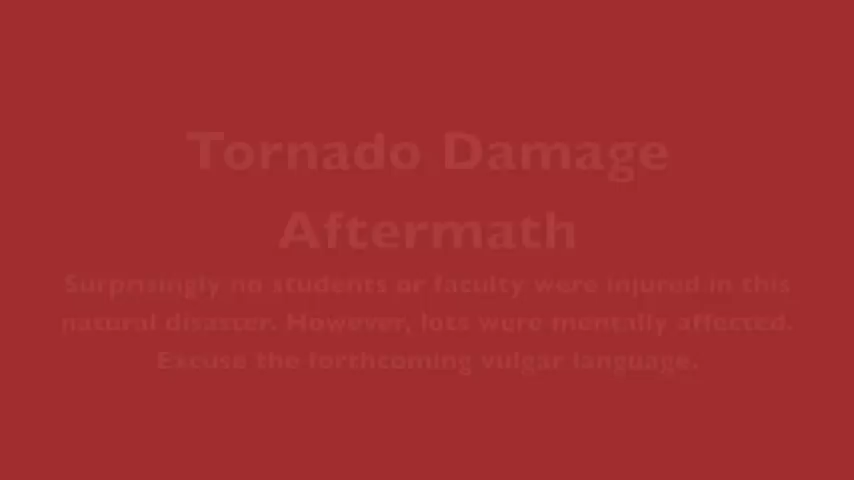 Tornado Damage
Aftermath
Surprisingly no students or faculty were injured in this
natural disaster. However, lots were mentally affected.
Excuse the forthcoming vulgar language.